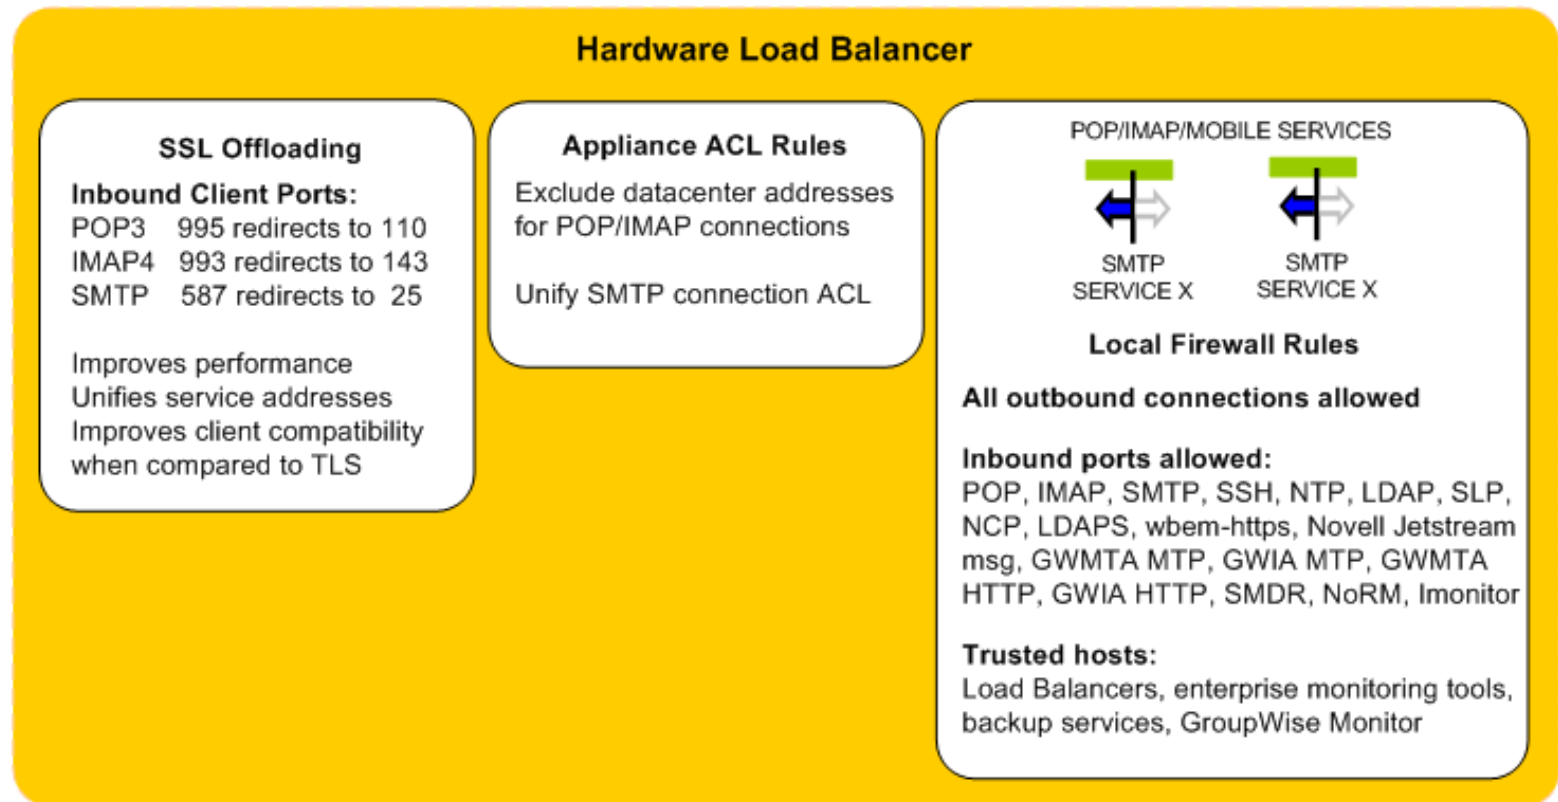 Hardware Load Balancer
SSL Offloading
Inbound Client Ports:
POP3 995 redirects to 110
IMAP4 993 redirects to 143
SMTP 587 redirects to 25
Improves performance
Unifies service addresses
Improves client compatibility
when compared to TLS
Appliance ACL Rules
Exclude datacenter addresses
for POP/IMAP connections
Unify SMTP connection ACL
POP/IMAP/MOBILE SERVICES
SMTP
SERVICE X
SMTP
SERVICE X
Local Firewall Rules
All outbound connections allowed
Inbound ports allowed:
POP, IMAP, SMTP, SSH, NTP, LDAP, SLP,
NCP, LDAPS, wbem-https, Novell Jetstream
msg, GWMTA MTP, GWIA MTP, GWMTA
HTTP, GWIA HTTP, SMDR, NoRM, Imonitor
Trusted hosts:
Load Balancers, enterprise monitoring tools,
backup services, GroupWise Monitor